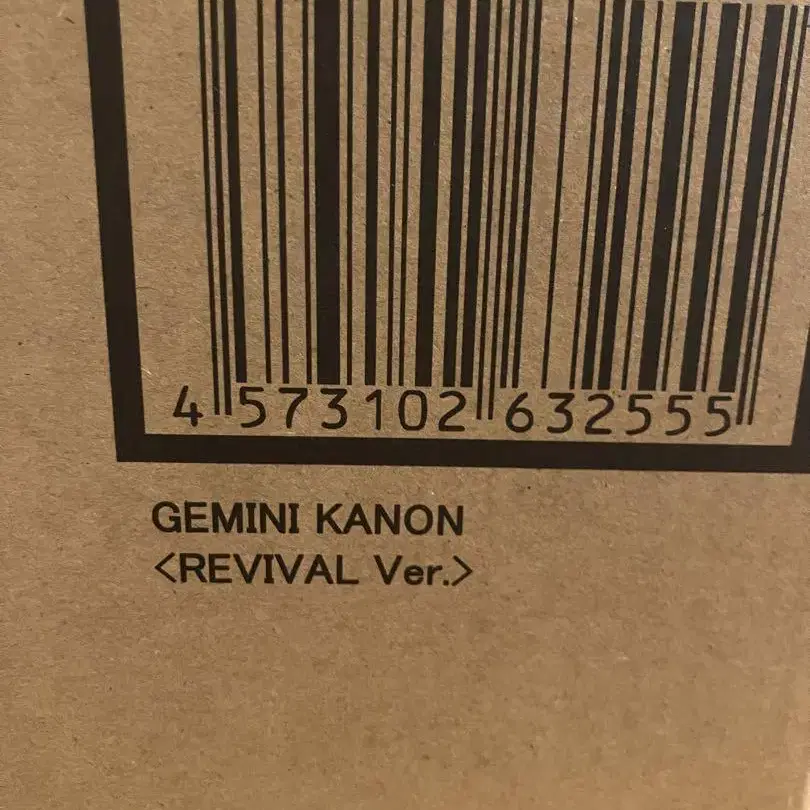 4 573102 632555
GEMINI KANON
<REVIVAL Ver.>